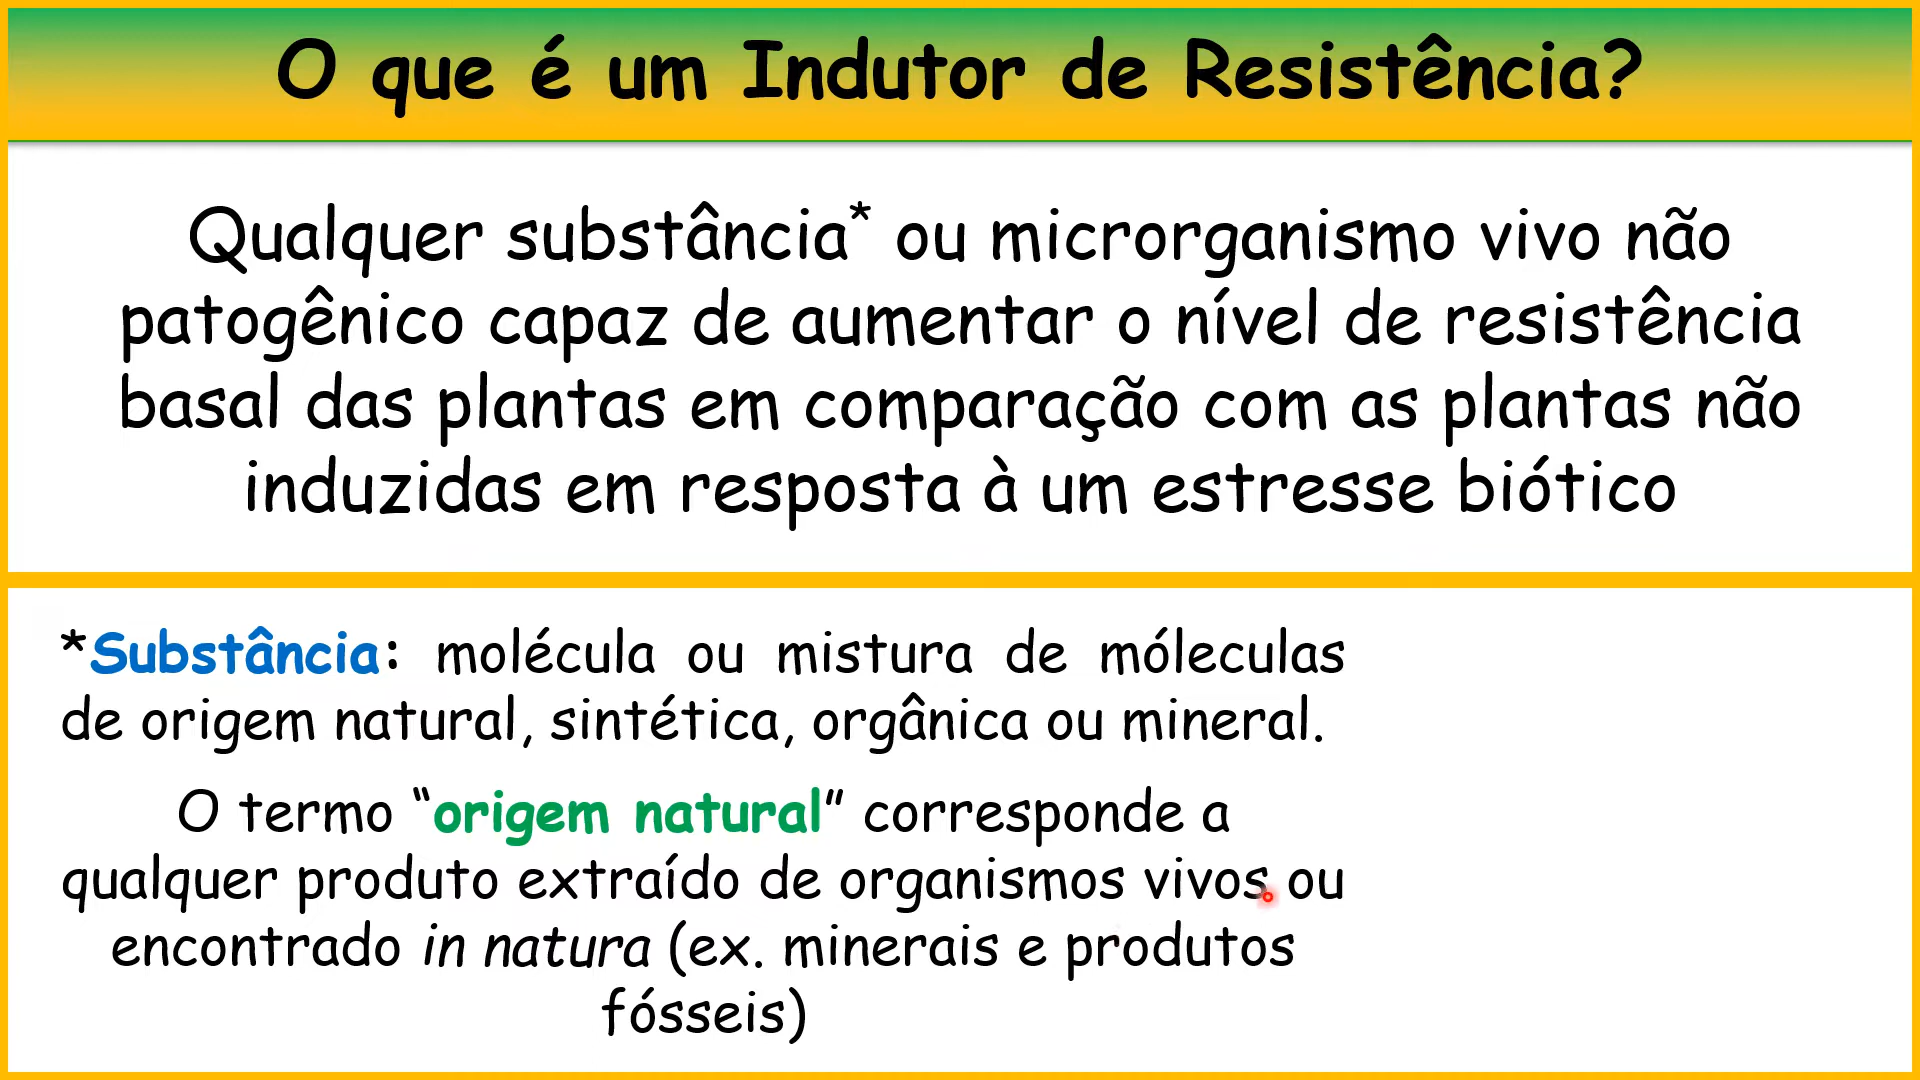 O que é um Indutor de Resistência?
Qualquer substância* ou microrganismo vivo não
patogênico capaz de aumentar o nível de resistência
basal das plantas em comparação com as plantas não
induzidas em resposta à um estresse biótico
*Substância: molécula ou mistura de móleculas
de origem natural, sintética, orgânica ou mineral.
O termo “origem natural” corresponde a
qualquer produto extraído de organismos vivos ou
encontrado in natura (ex. minerais e produtos
fósseis)